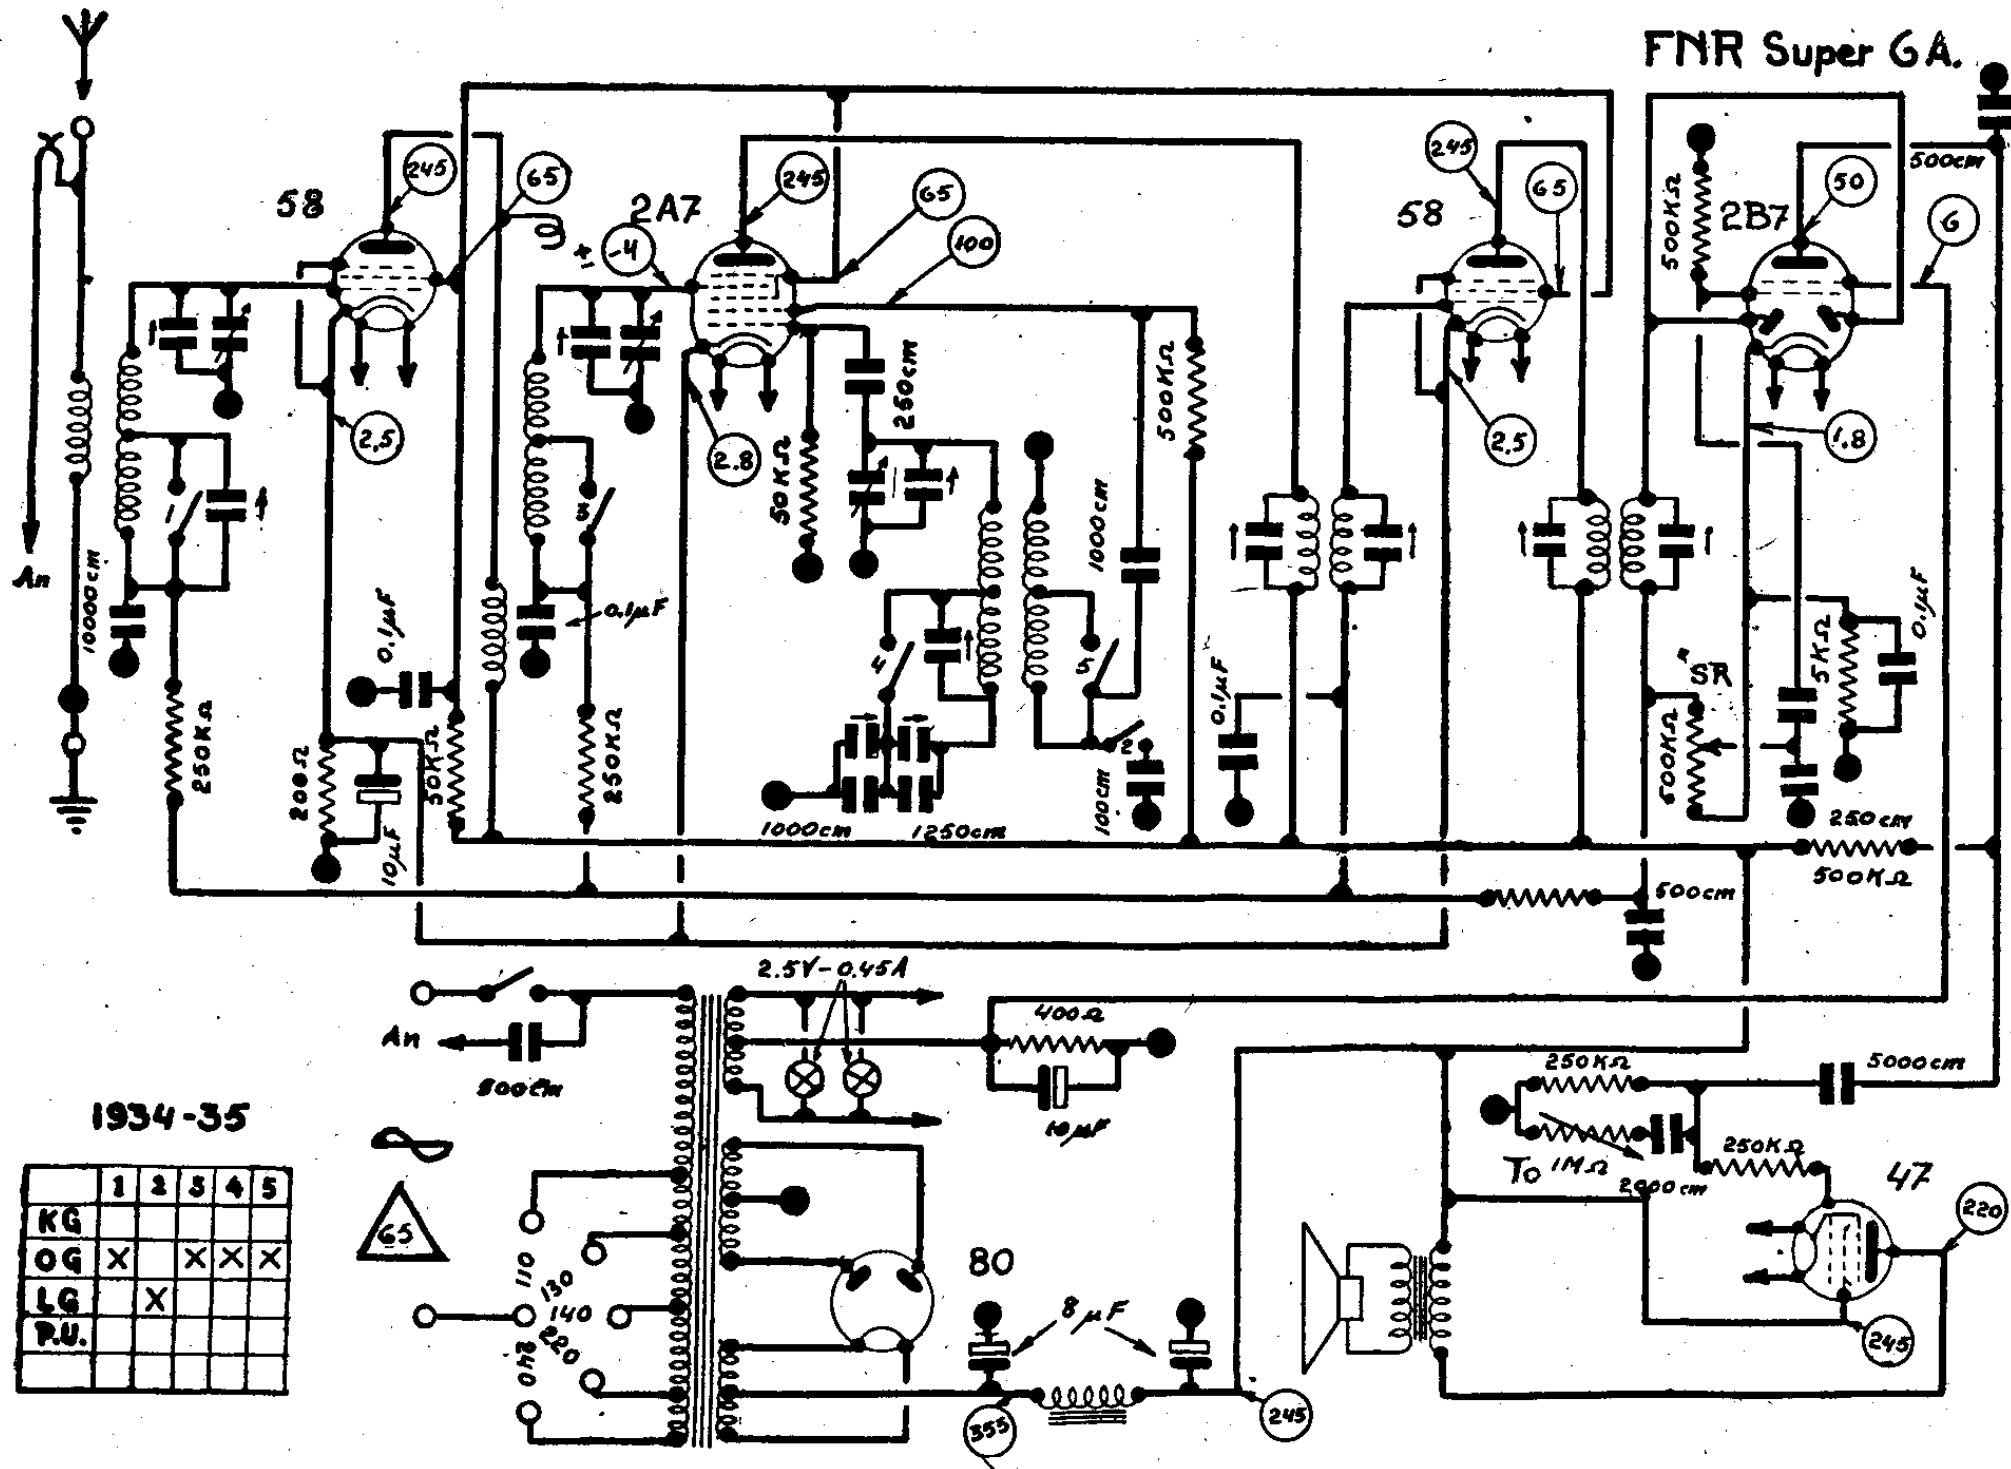 FNR Super 6A.
500cm
58
245
65
2A7
-4
±
245
65
100
58
245
65
500KΩ
2B7
50
6
2.5
2.8
50KΩ
250cm
500KΩ
1000cm
2.5
1.8
An
10000cm
250KΩ
0.1µF
200Ω
10µF
50KΩ
3
0.1µF
250KΩ
4
5
2
1000cm
1250cm
100cm
0.1µF
"SR
500KΩ
5KΩ
0.1µF
250cm
500KΩ
500cm
2.5V-0.45A
An
500cm
400Ω
10µF
250KΩ
5000cm
To 1MΩ
2000cm
250KΩ
47
220
245
1934-35
1 2 3 4 5
KG
OG X X X X
LG X
P.U.
65
110
130
140
220
240
80
8µF
355
245